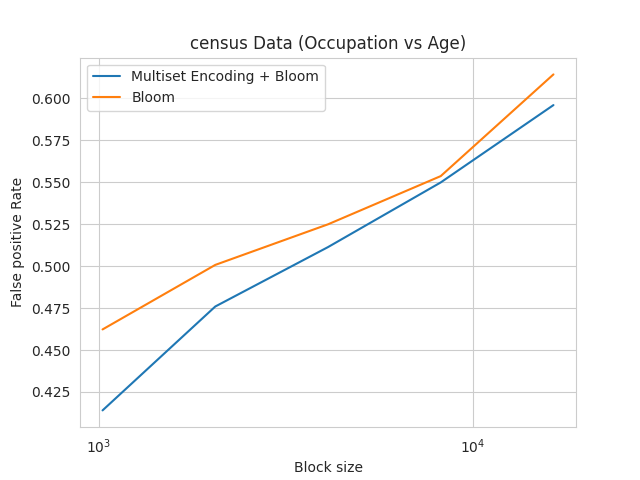 census Data (Occupation vs Age)
Multiset Encoding + Bloom
Bloom
False positive Rate
0.600
0.575
0.550
0.525
0.500
0.475
0.450
0.425
10³
10⁴
Block size